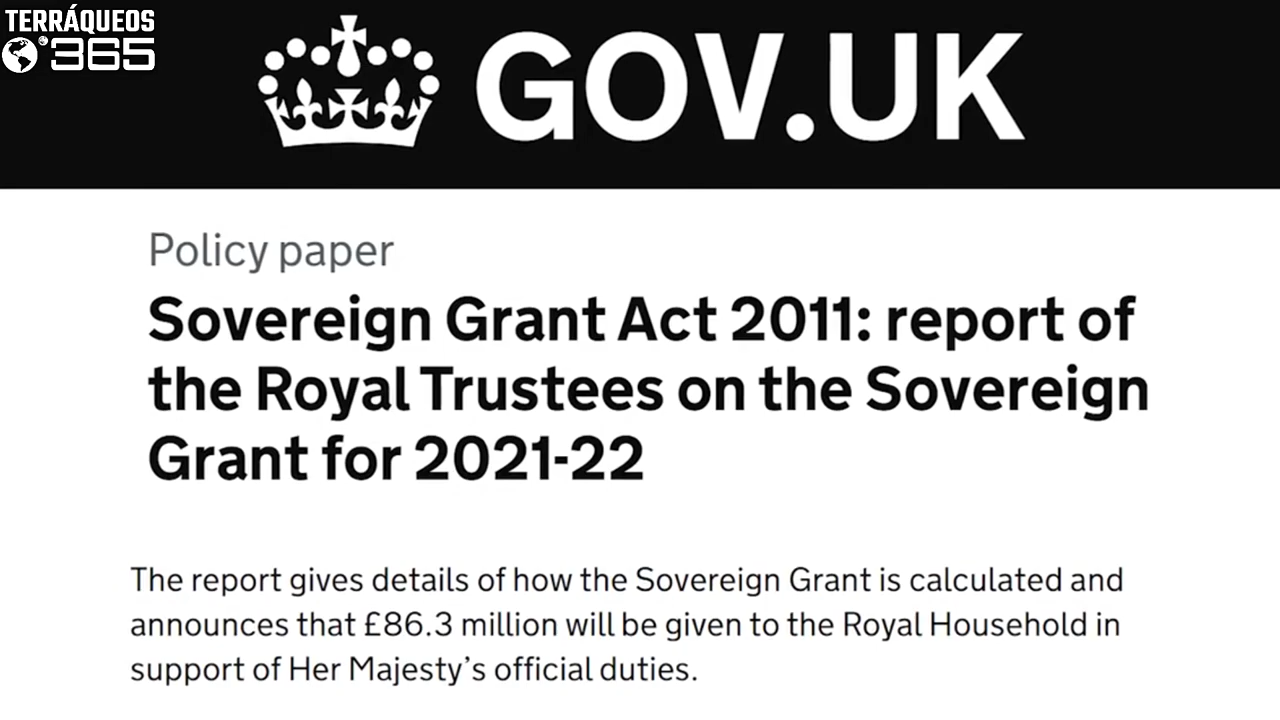 TERRÁQUEOS
365
GOV.UK
Policy paper
Sovereign Grant Act 2011: report of
the Royal Trustees on the Sovereign
Grant for 2021-22
The report gives details of how the Sovereign Grant is calculated and
announces that £86.3 million will be given to the Royal Household in
support of Her Majesty's official duties.